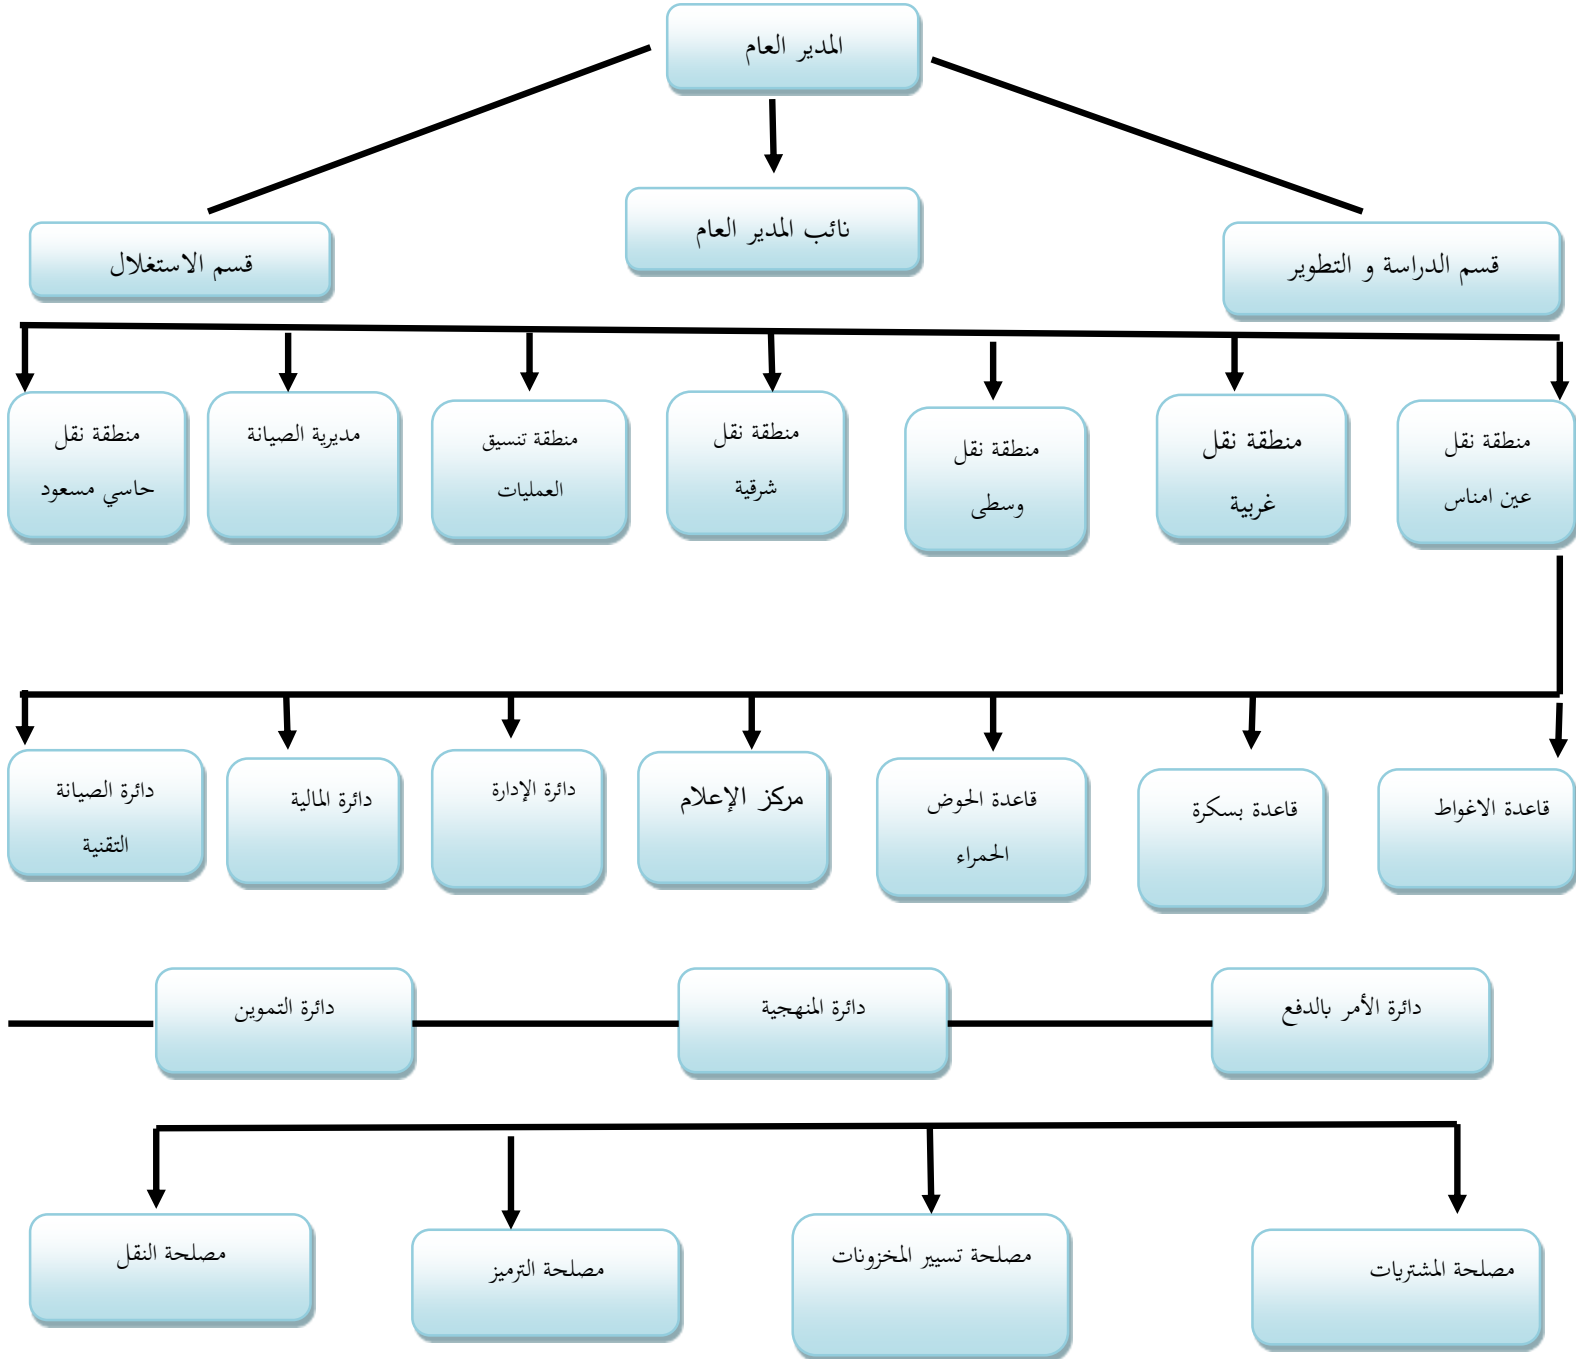 المدير العام
نائب المدير العام
قسم الدراسة و التطوير
قسم الاستغلال
منطقة نقل
عين امناس
منطقة نقل
غربية
منطقة نقل
وسطى
منطقة نقل
شرقية
منطقة تنسيق
العمليات
مديرية الصيانة
منطقة نقل
حاسي مسعود
قاعدة الاغواط
قاعدة بسكرة
قاعدة الحوض
الحمراء
مركز الإعلام
دائرة الإدارة
دائرة المالية
دائرة الصيانة
التقنية
دائرة الأمر بالدفع
دائرة المنهجية
دائرة التموين
مصلحة المشتريات
مصلحة تسيير المخزونات
مصلحة الترميز
مصلحة النقل